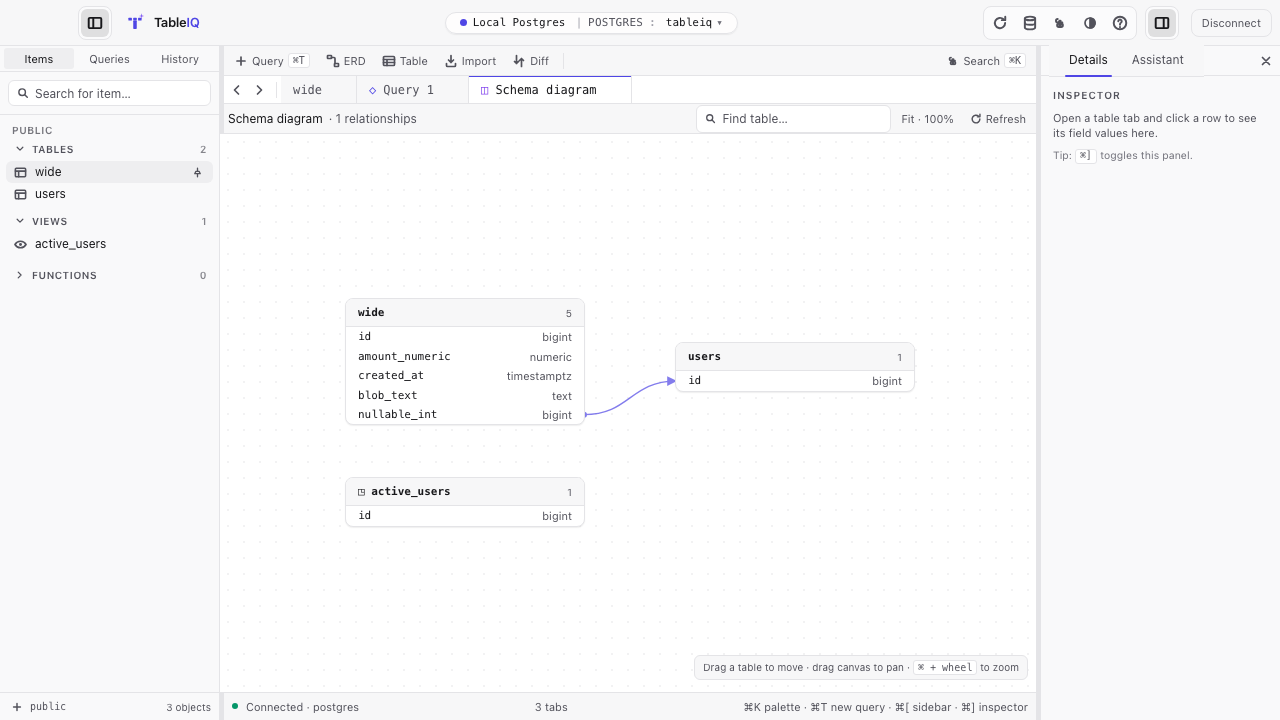 TableIQ
Local Postgres | POSTGRES : tableiq ▾
Disconnect
Items Queries History
Search for item...
PUBLIC
TABLES 2
wide
users
VIEWS 1
active_users
FUNCTIONS 0
+ public 3 objects
+ Query ⌘T ERD Table Import Diff Search ⌘K
wide ◇ Query 1 Schema diagram
Schema diagram · 1 relationships Find table... Fit · 100% Refresh
wide 5
id bigint
amount_numeric numeric
created_at timestamptz
blob_text text
nullable_int bigint
users 1
id bigint
active_users 1
id bigint
Drag a table to move · drag canvas to pan · ⌘ + wheel to zoom
Connected · postgres 3 tabs ⌘K palette · ⌘T new query · ⌘[ sidebar · ⌘] inspector
Details Assistant
INSPECTOR
Open a table tab and click a row to see
its field values here.
Tip: ⌘] toggles this panel.